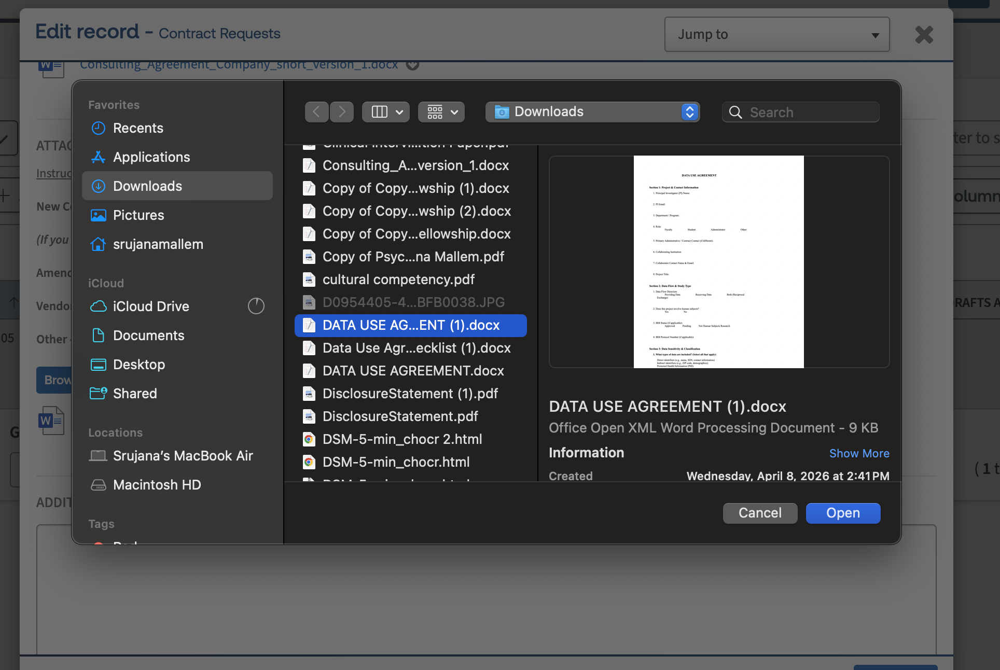 Edit record - Contract Requests
Jump to
Consulting_Agreement_Company_short_version_1.docx
Favorites
Recents
Applications
Downloads
Pictures
srujanamallem
iCloud
iCloud Drive
Documents
Desktop
Shared
Locations
Srujana's MacBook Air
Macintosh HD
Tags
Red
Downloads
Search
Clinical Intervi...tion Paper.pdf
Consulting_A...version_1.docx
Copy of Copy...wship (1).docx
Copy of Copy...wship (2).docx
Copy of Copy...ellowship.docx
Copy of Psyc...na Mallem.pdf
cultural competency.pdf
D0954405-4...BFB0038.JPG
DATA USE AG...ENT (1).docx
Data Use Agr...ecklist (1).docx
DATA USE AGREEMENT.docx
DisclosureStatement (1).pdf
DisclosureStatement.pdf
DSM-5-min_chocr 2.html
DSM-5-min_chocr.html
DATA USE AGREEMENT
Section 1: Project & Contact Information
1. Principal Investigator (PI) Name:
2. PI Email:
3. Department / Program:
4. Role:
Faculty Student Administrator Other:
5. Primary Administrative / Contract Contact (if different):
6. Collaborating Institution:
7. Collaborator Contact Name & Email:
8. Project Title:
Section 2: Data Flow & Study Type
1. Data Flow Direction:
Providing Data Receiving Data Both (Reciprocal
Exchange)
2. Does this project involve human subjects?
Yes No
3. IRB Status (if applicable):
Approved Pending Not Human Subjects Research
4. IRB Protocol Number (if applicable):
Section 3: Data Sensitivity & Classification
1. What types of data are included? (Select all that apply):
Direct identifiers (e.g., name, SSN, contact information)
Indirect identifiers (e.g., ZIP code, demographics)
Protected Health Information (PHI)
DATA USE AGREEMENT (1).docx
Office Open XML Word Processing Document - 9 KB
Information Show More
Created Wednesday, April 8, 2026 at 2:41 PM
Cancel Open
ATTAC
Instruc
New Co
(If you
Amend
Vendor
Other -
Brow
ADDIT
05
G
ter to s
olumn
DRAFTS A
( 1 t
W
W